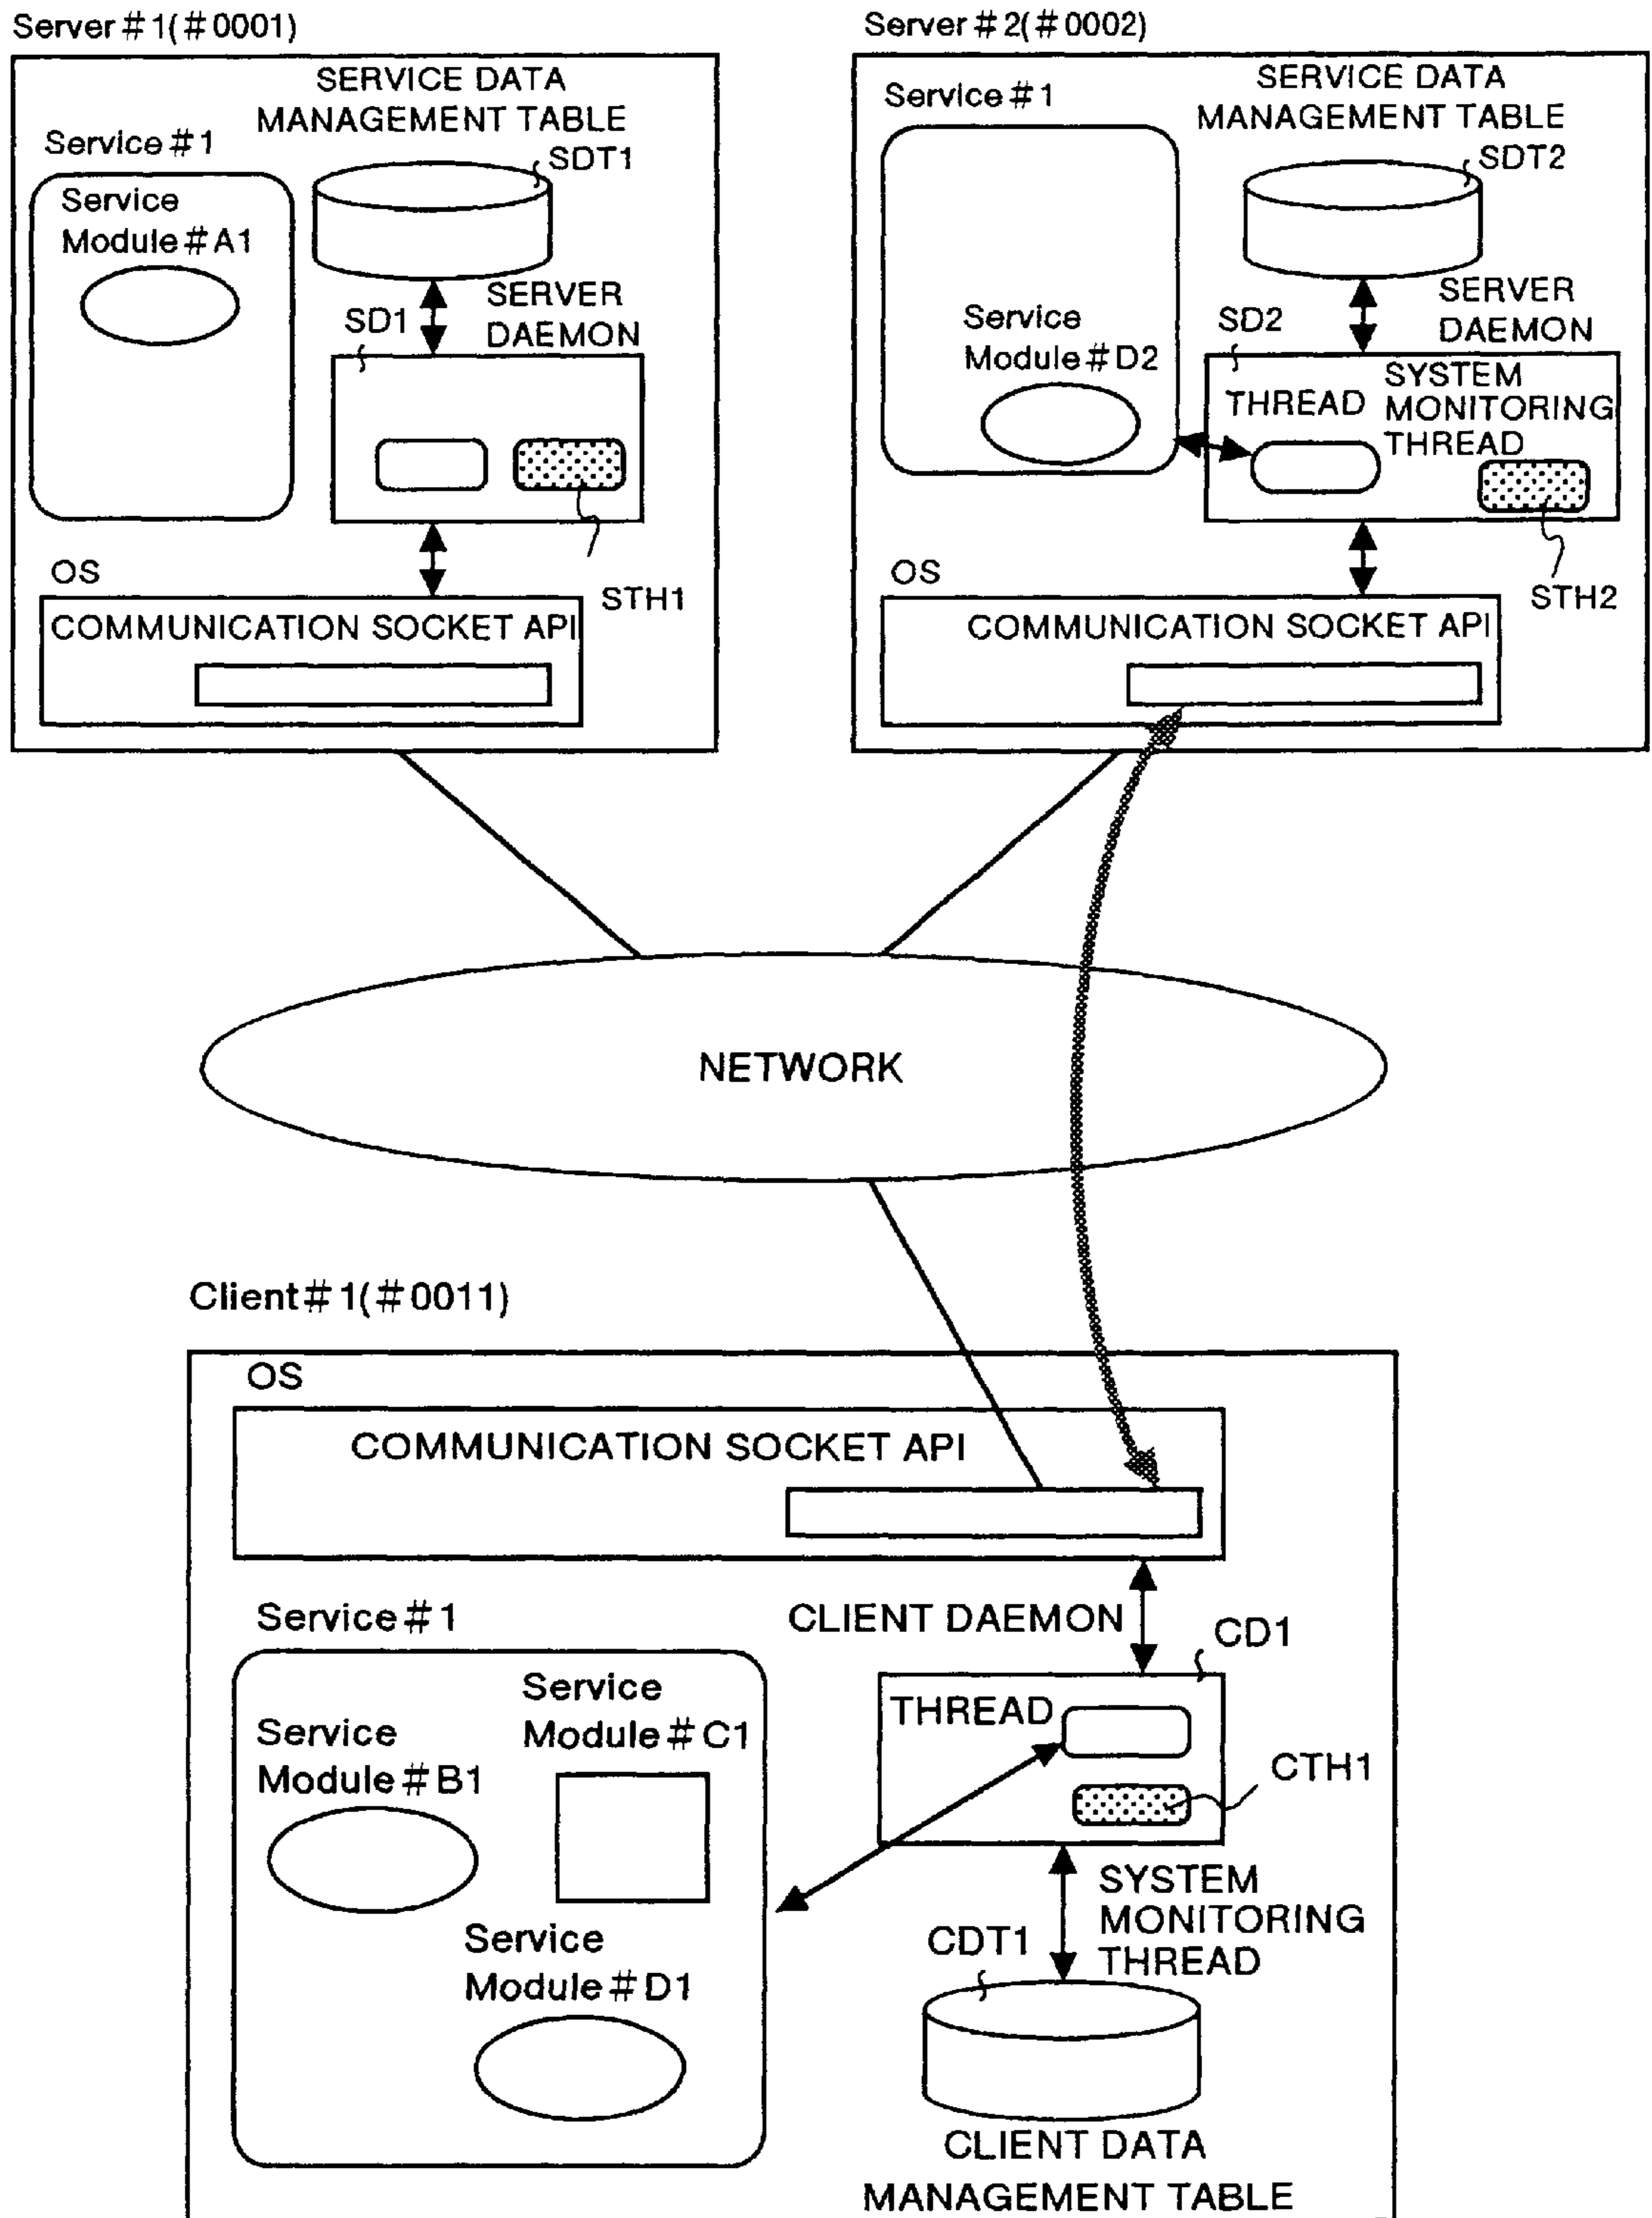 Server#1(#0001)
SERVICE DATA
MANAGEMENT TABLE
Service#1
SDT1
Service
Module#A1
SERVER
DAEMON
SD1
OS
STH1
COMMUNICATION SOCKET API
Server#2(#0002)
SERVICE DATA
MANAGEMENT TABLE
Service#1
SDT2
SERVER
DAEMON
Service
Module#D2
SD2
THREAD
SYSTEM
MONITORING
THREAD
OS
STH2
COMMUNICATION SOCKET API
NETWORK
Client#1(#0011)
OS
COMMUNICATION SOCKET API
Service#1
CLIENT DAEMON
CD1
Service
Module#C1
THREAD
Service
Module#B1
CTH1
SYSTEM
MONITORING
THREAD
Service
Module#D1
CDT1
CLIENT DATA
MANAGEMENT TABLE